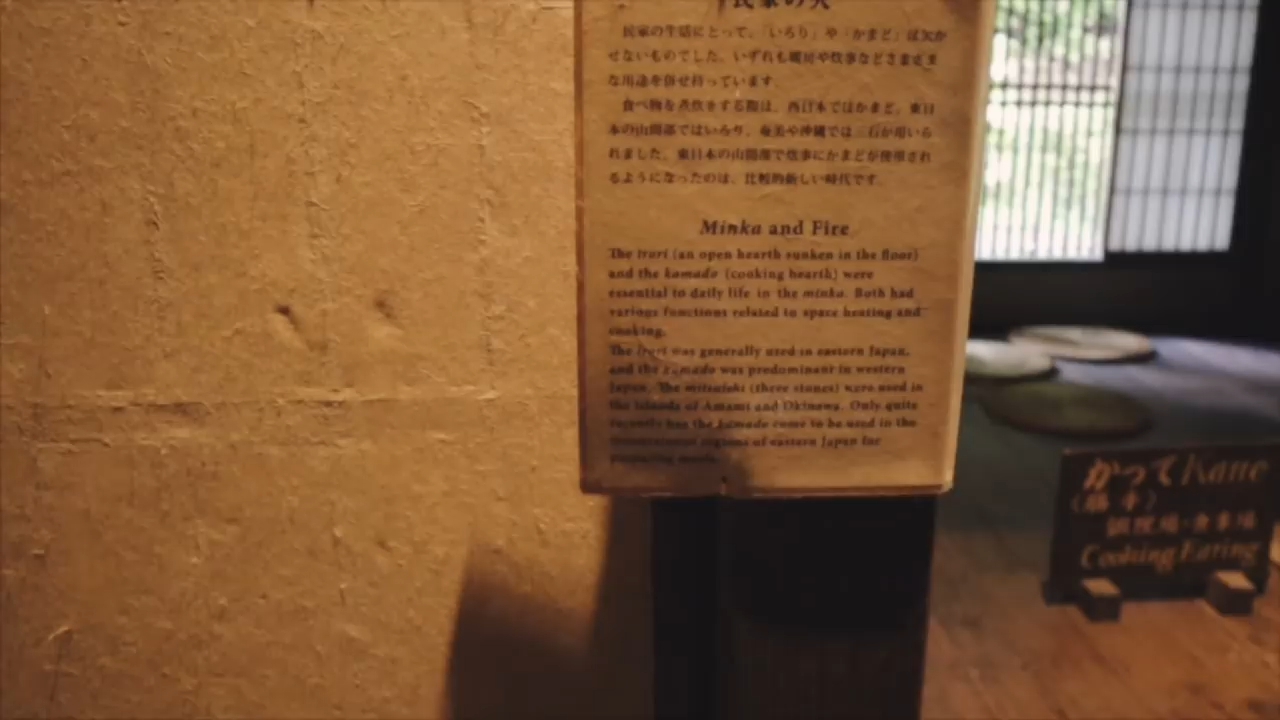 民家の火
民家の生活にとって、「いろり」や「かまど」は欠か
せないものでした。いずれも暖房や炊事などさまざま
な用途を併せ持っています。
食べ物を煮炊きする際は、西日本ではかまど、東日
本の山間部ではいろり、奄美や沖縄では三石が用いら
れました。東日本の山間部で炊事にかまどが使用され
るようになったのは、比較的新しい時代です。
Minka and Fire
The irori (an open hearth sunken in the floor)
and the kamado (cooking hearth) were
essential to daily life in the minka. Both had
various functions related to space heating and
cooking.
The irori was generally used in eastern Japan,
and the kamado was predominant in western
Japan. The mitsuishi (three stones) were used in
the islands of Amami and Okinawa. Only quite
recently has the kamado come to be used in the
mountainous regions of eastern Japan for
かって
(勝手)
調理場・食事場
Cooking Earing